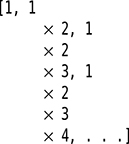 [1, 1
× 2, 1
× 2
× 3, 1
× 2
× 3
× 4, . . .]